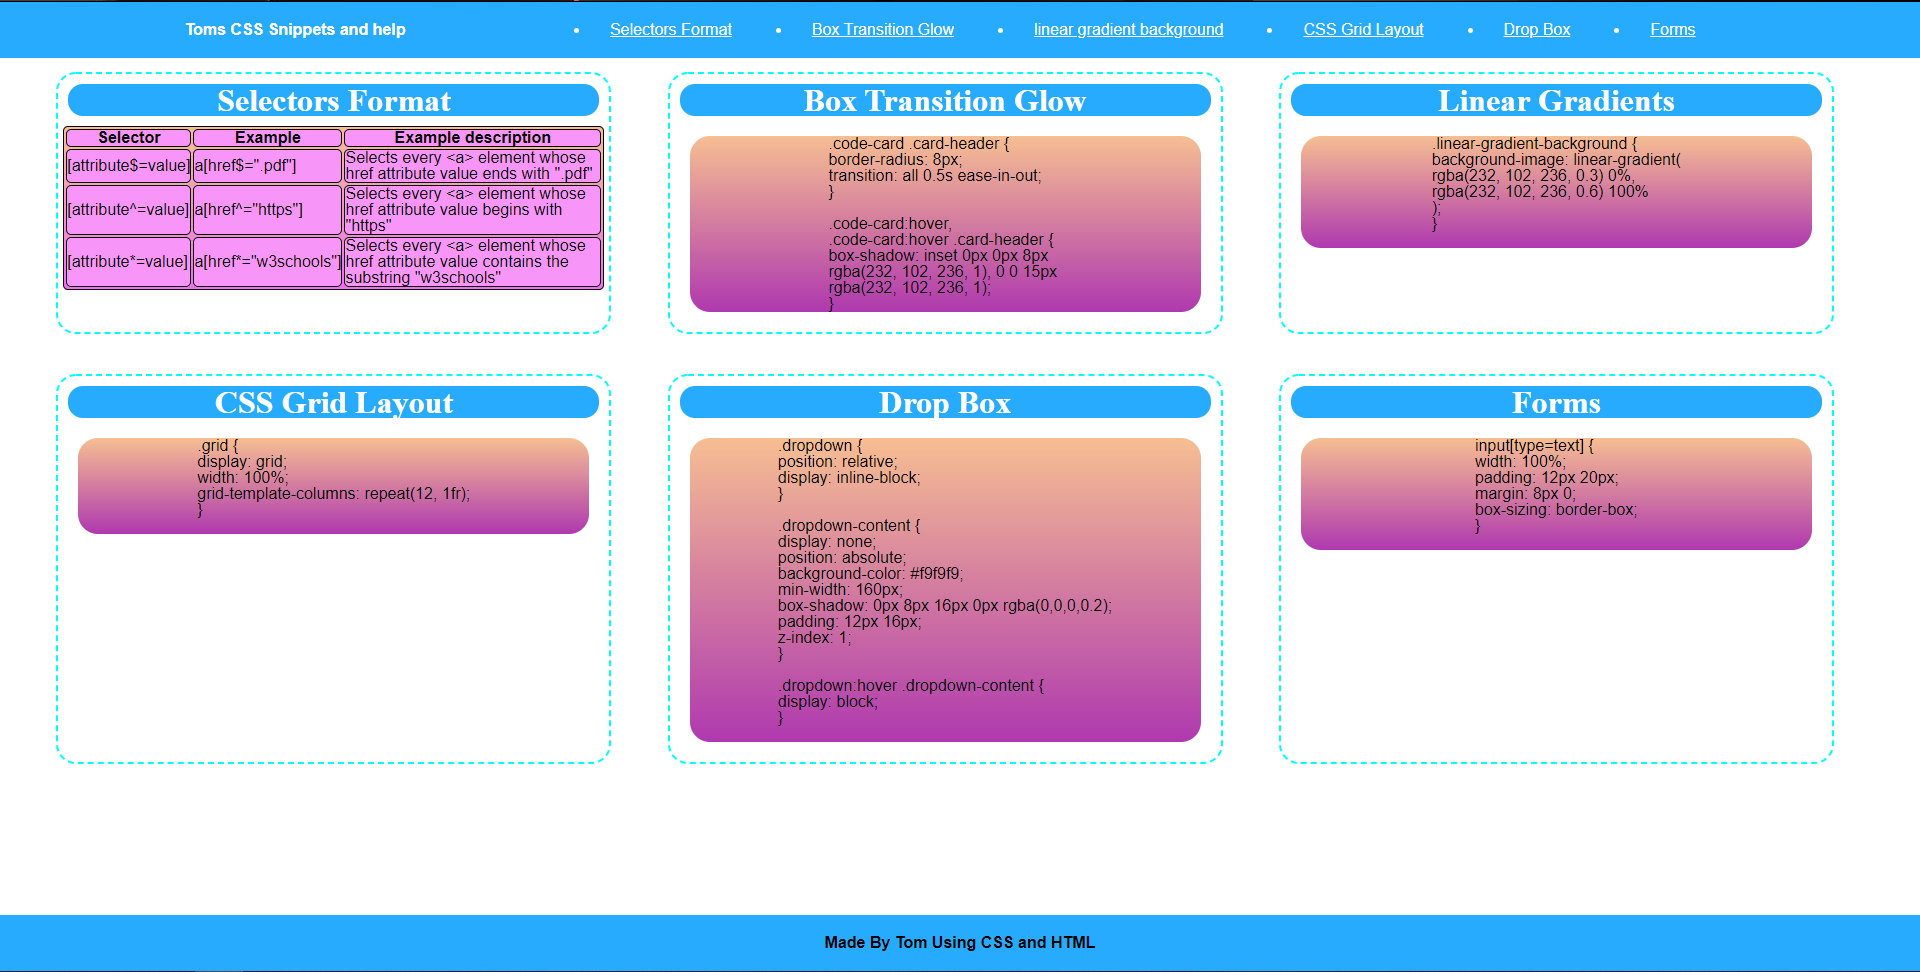 Toms CSS Snippets and help
Selectors Format
Box Transition Glow
linear gradient background
CSS Grid Layout
Drop Box
Forms
Selectors Format
Selector Example Example description
[attribute$=value] a[href$=".pdf"] Selects every <a> element whose
href attribute value ends with ".pdf"
[attribute^=value] a[href^="https"] Selects every <a> element whose
href attribute value begins with
"https"
[attribute*=value] a[href*="w3schools"] Selects every <a> element whose
href attribute value contains the
substring "w3schools"
Box Transition Glow
.code-card .card-header {
border-radius: 8px;
transition: all 0.5s ease-in-out;
}
.code-card:hover,
.code-card:hover .card-header {
box-shadow: inset 0px 0px 8px
rgba(232, 102, 236, 1), 0 0 15px
rgba(232, 102, 236, 1);
}
Linear Gradients
.linear-gradient-background {
background-image: linear-gradient(
rgba(232, 102, 236, 0.3) 0%,
rgba(232, 102, 236, 0.6) 100%
);
}
CSS Grid Layout
.grid {
display: grid;
width: 100%;
grid-template-columns: repeat(12, 1fr);
}
Drop Box
.dropdown {
position: relative;
display: inline-block;
}
.dropdown-content {
display: none;
position: absolute;
background-color: #f9f9f9;
min-width: 160px;
box-shadow: 0px 8px 16px 0px rgba(0,0,0,0.2);
padding: 12px 16px;
z-index: 1;
}
.dropdown:hover .dropdown-content {
display: block;
}
Forms
input[type=text] {
width: 100%;
padding: 12px 20px;
margin: 8px 0;
box-sizing: border-box;
}
Made By Tom Using CSS and HTML